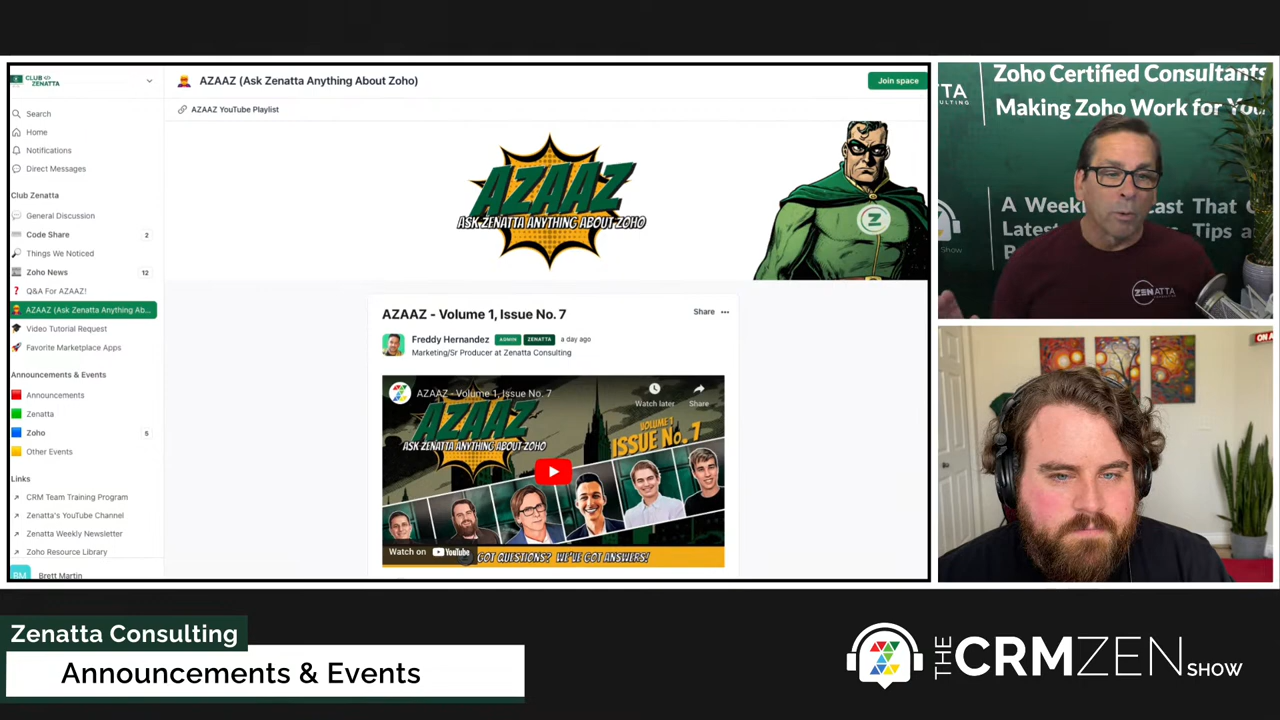 CLUB </>
ZENATTA
Search
Home
Notifications
Direct Messages
Club Zenatta
General Discussion
Code Share 2
Things We Noticed
Zoho News 12
Q&A For AZAAZ!
AZAAZ (Ask Zenatta Anything Ab...
Video Tutorial Request
Favorite Marketplace Apps
Announcements & Events
Announcements
Zenatta
Zoho 5
Other Events
Links
CRM Team Training Program
Zenatta's YouTube Channel
Zenatta Weekly Newsletter
Zoho Resource Library
BM Brett Martin
AZAAZ (Ask Zenatta Anything About Zoho)
Join space
AZAAZ YouTube Playlist
AZAAZ
ASK ZENATTA ANYTHING ABOUT ZOHO
Z
AZAAZ - Volume 1, Issue No. 7
Share
Freddy Hernandez ADMIN ZENATTA a day ago
Marketing/Sr Producer at Zenatta Consulting
AZAAZ - Volume 1, Issue No. 7
Watch later
Share
AZAAZ
ASK ZENATTA ANYTHING ABOUT ZOHO
VOLUME 1
ISSUE No. 7
Watch on YouTube
GOT QUESTIONS? WE'VE GOT ANSWERS!
TTA
Zoho Certified Consultants
Making Zoho Work for You
A Week
cast That
Latest
Tips a
Show
ZENATTA
ON A
Zenatta Consulting
Announcements & Events
THE CRMZEN SHOW